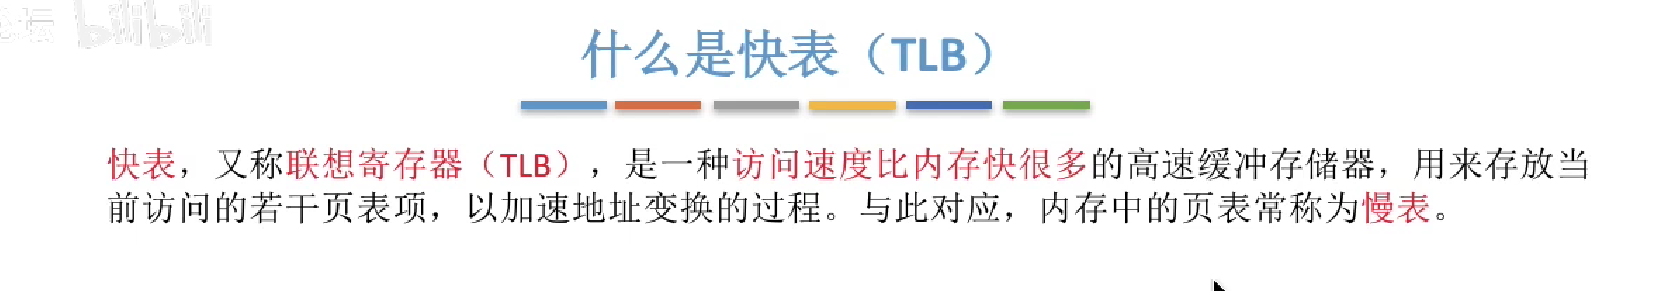 坛 bilibili
什么是快表（TLB）
快表，又称联想寄存器（TLB），是一种访问速度比内存快很多的高速缓冲存储器，用来存放当
前访问的若干页表项，以加速地址变换的过程。与此对应，内存中的页表常称为慢表。